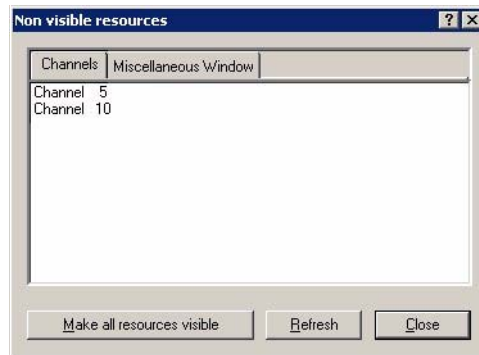 Non visible resources
Channels Miscellaneous Window
Channel 5
Channel 10
Make all resources visible Refresh Close